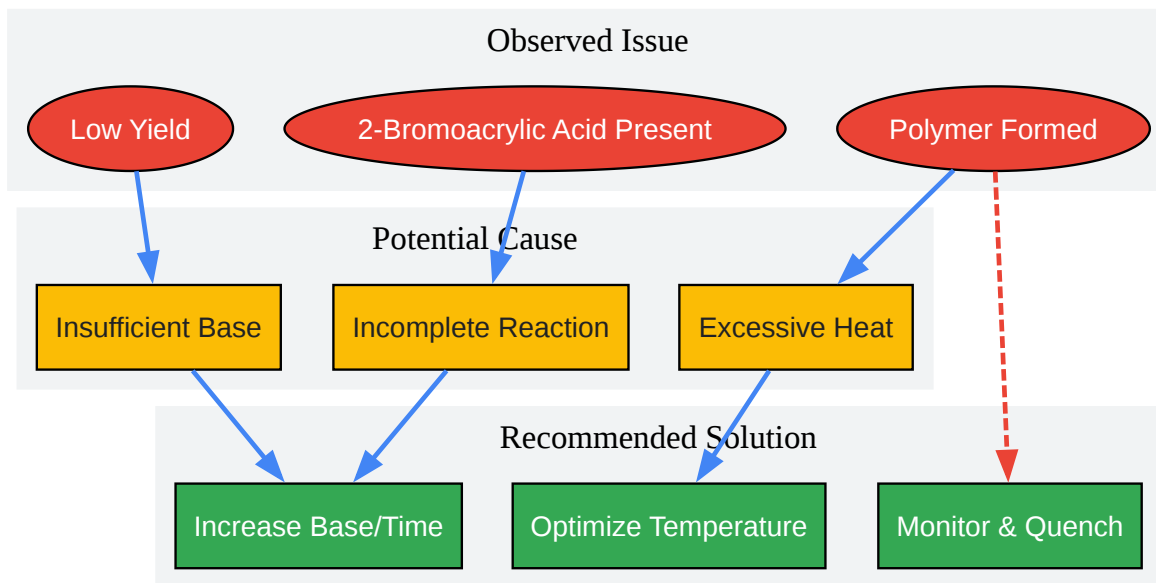 Observed Issue
Low Yield
2-Bromoacrylic Acid Present
Polymer Formed
Potential Cause
Insufficient Base
Incomplete Reaction
Excessive Heat
Recommended Solution
Increase Base/Time
Optimize Temperature
Monitor & Quench